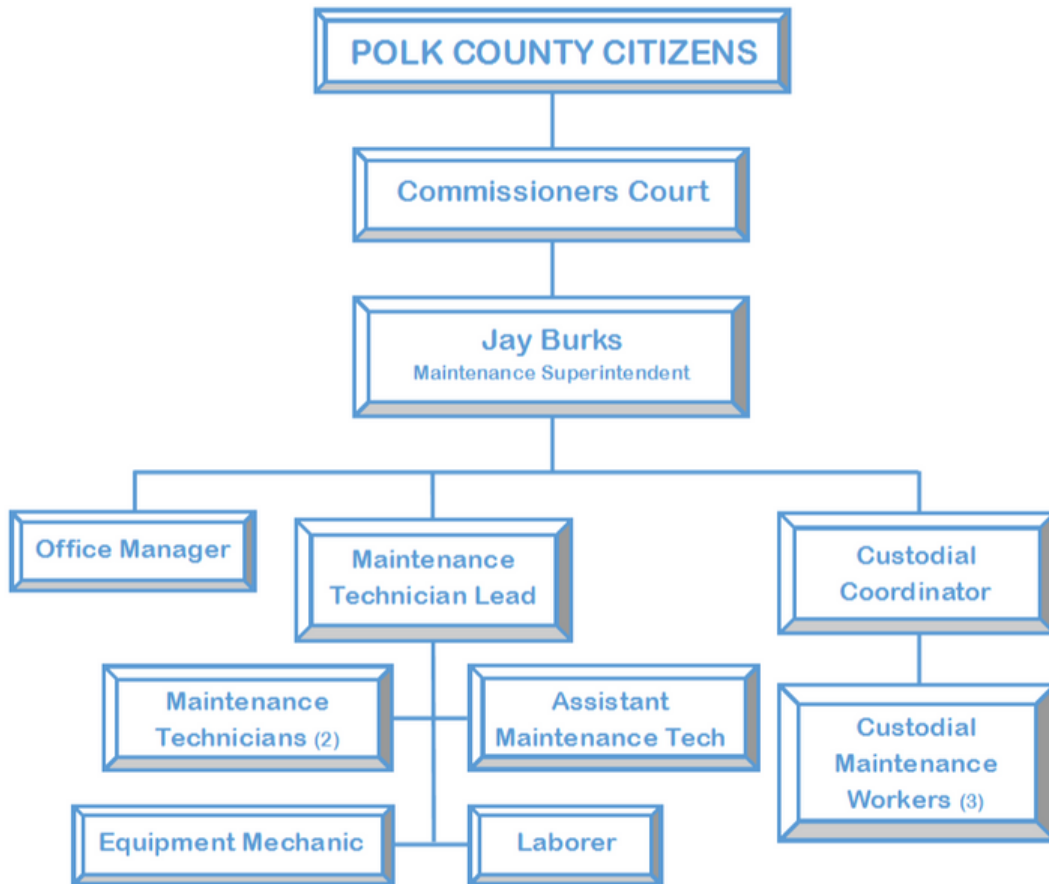 POLK COUNTY CITIZENS
Commissioners Court
Jay Burks
Maintenance Superintendent
Office Manager
Maintenance
Technician Lead
Custodial
Coordinator
Maintenance
Technicians (2)
Assistant
Maintenance Tech
Custodial
Maintenance
Workers (3)
Equipment Mechanic
Laborer